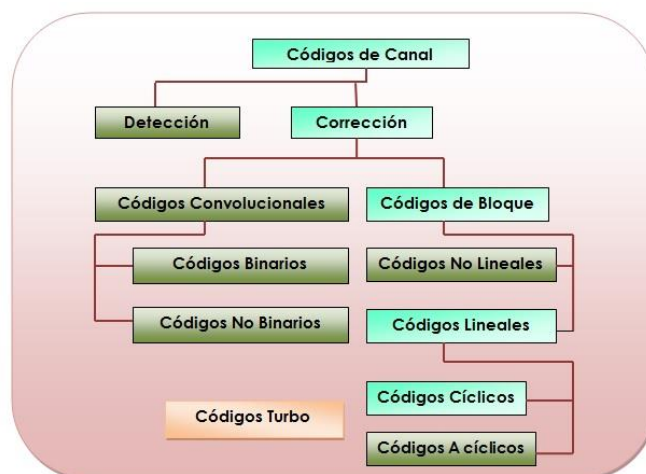 Códigos de Canal
Detección
Corrección
Códigos Convolucionales
Códigos de Bloque
Códigos Binarios
Códigos No Lineales
Códigos No Binarios
Códigos Lineales
Códigos Cíclicos
Códigos Turbo
Códigos A cíclicos